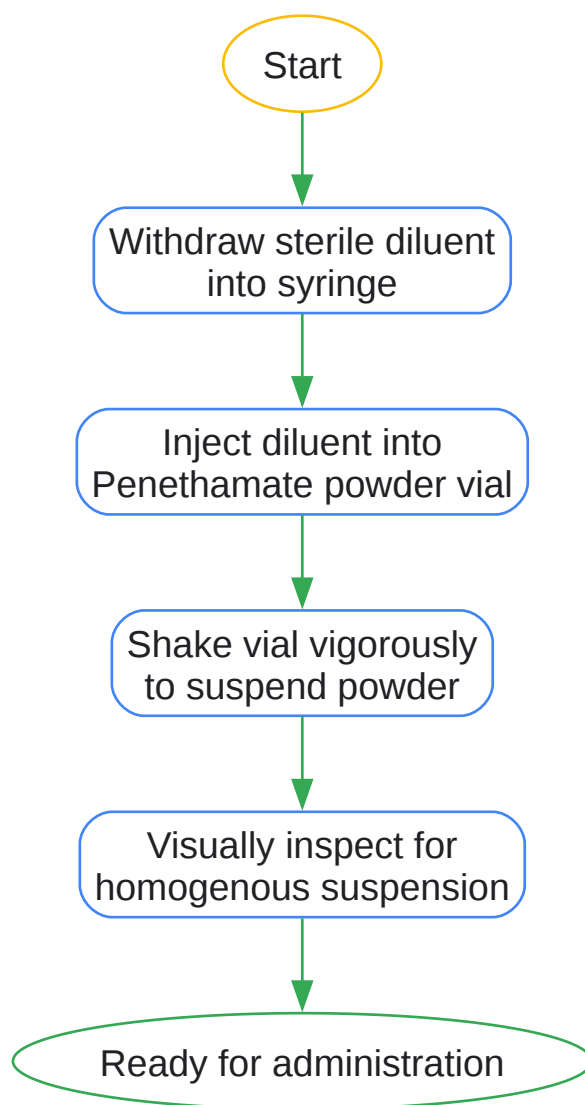 Start
Withdraw sterile diluent
into syringe
Inject diluent into
Penethamate powder vial
Shake vial vigorously
to suspend powder
Visually inspect for
homogenous suspension
Ready for administration